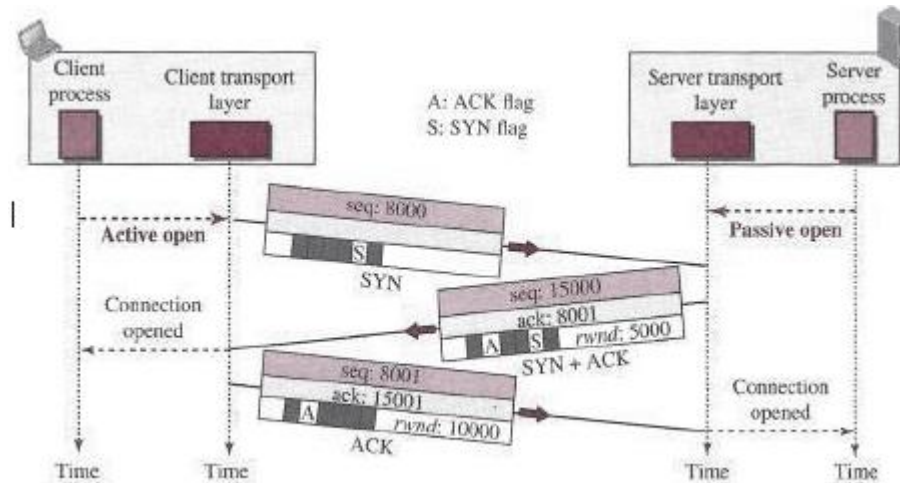 Client
process
Client transport
layer
A: ACK flag
S: SYN flag
Server transport
layer
Server
process
seq: 8000
S
SYN
Active open
Passive open
seq: 15000
ack: 8001
A S rwnd: 5000
SYN + ACK
Connection
opened
seq: 8001
ack: 15001
A rwnd: 10000
ACK
Connection
opened
Time
Time
Time
Time